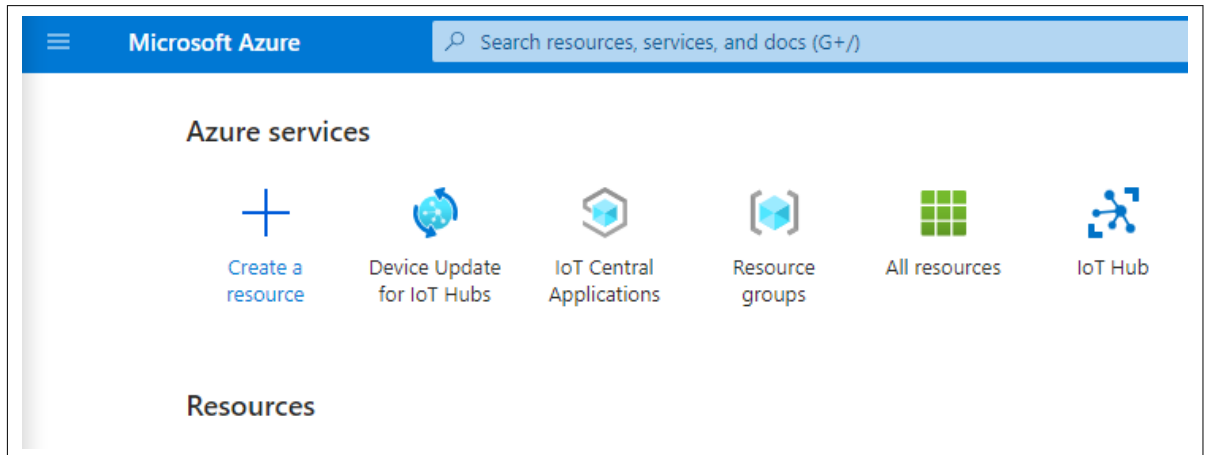 Microsoft Azure
Search resources, services, and docs (G+/)
Azure services
Create a
resource
Device Update
for IoT Hubs
IoT Central
Applications
Resource
groups
All resources
IoT Hub
Resources